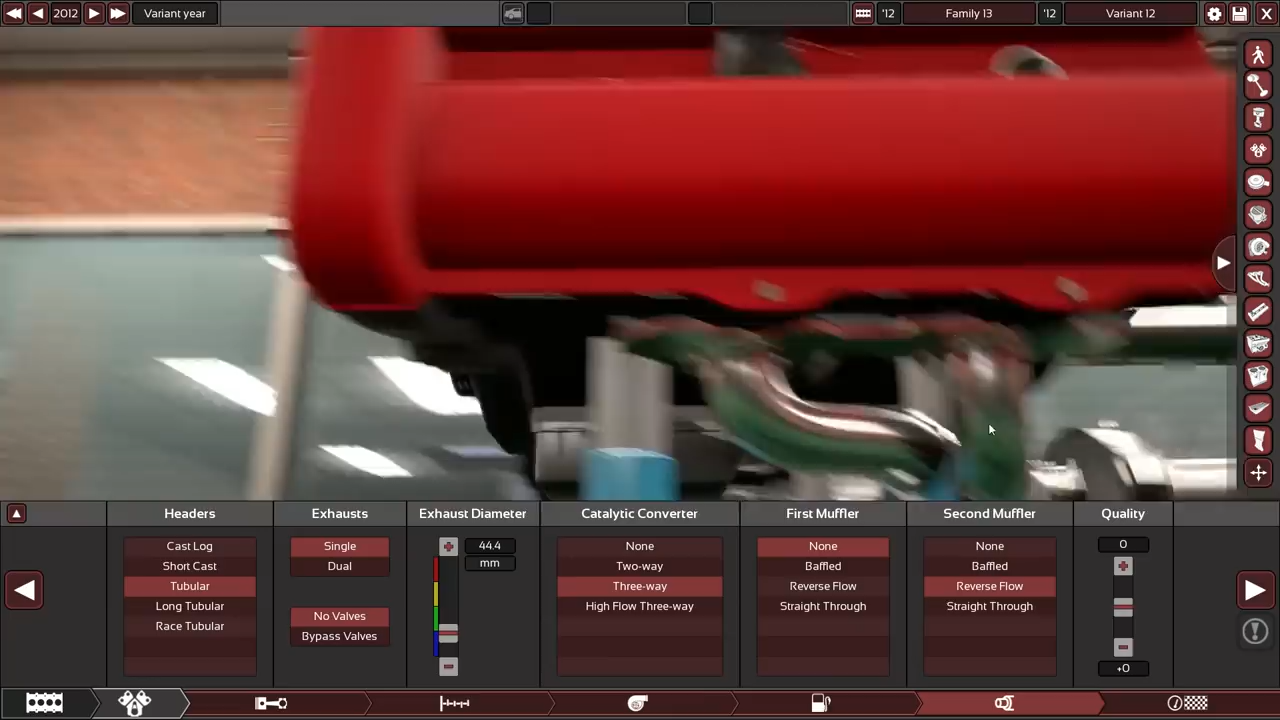 2012 Variant year '12 Family 13 '12 Variant 12
Headers
Cast Log
Short Cast
Tubular
Long Tubular
Race Tubular
Exhausts
Single
Dual
No Valves
Bypass Valves
Exhaust Diameter
44.4
mm
Catalytic Converter
None
Two-way
Three-way
High Flow Three-way
First Muffler
None
Baffled
Reverse Flow
Straight Through
Second Muffler
None
Baffled
Reverse Flow
Straight Through
Quality
0
+0